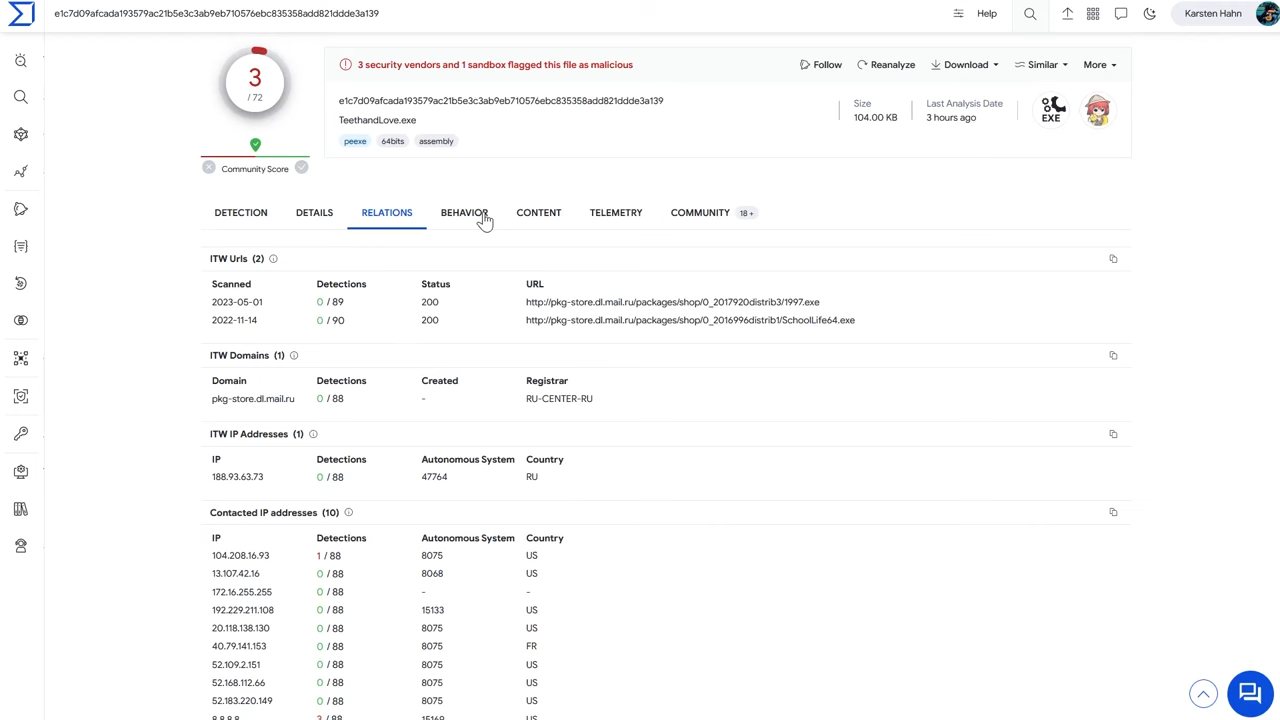 e1c7d09afcada193579ac21b5e3c3ab9eb710576ebc835358add821ddde3a139
Help
Karsten Hahn
3
/ 72
Community Score
3 security vendors and 1 sandbox flagged this file as malicious
Follow
Reanalyze
Download
Similar
More
e1c7d09afcada193579ac21b5e3c3ab9eb710576ebc835358add821ddde3a139
TeethandLove.exe
peexe 64bits assembly
Size
104.00 KB
Last Analysis Date
3 hours ago
EXE
DETECTION DETAILS RELATIONS BEHAVIOR CONTENT TELEMETRY COMMUNITY 18+
ITW Urls (2)
Scanned Detections Status URL
2023-05-01 0 / 89 200 http://pkg-store.dl.mail.ru/packages/shop/0_2017920distrib3/1997.exe
2022-11-14 0 / 90 200 http://pkg-store.dl.mail.ru/packages/shop/0_2016996distrib1/SchoolLife64.exe
ITW Domains (1)
Domain Detections Created Registrar
pkg-store.dl.mail.ru 0 / 88 - RU-CENTER-RU
ITW IP Addresses (1)
IP Detections Autonomous System Country
188.93.63.73 0 / 88 47764 RU
Contacted IP addresses (10)
IP Detections Autonomous System Country
104.208.16.93 1 / 88 8075 US
13.107.42.16 0 / 88 8068 US
172.16.255.255 0 / 88 - -
192.229.211.108 0 / 88 15133 US
20.118.138.130 0 / 88 8075 US
40.79.141.153 0 / 88 8075 FR
52.109.2.151 0 / 88 8075 US
52.168.112.66 0 / 88 8075 US
52.183.220.149 0 / 88 8075 US
8.8.8.8 3 / 88 15169 US